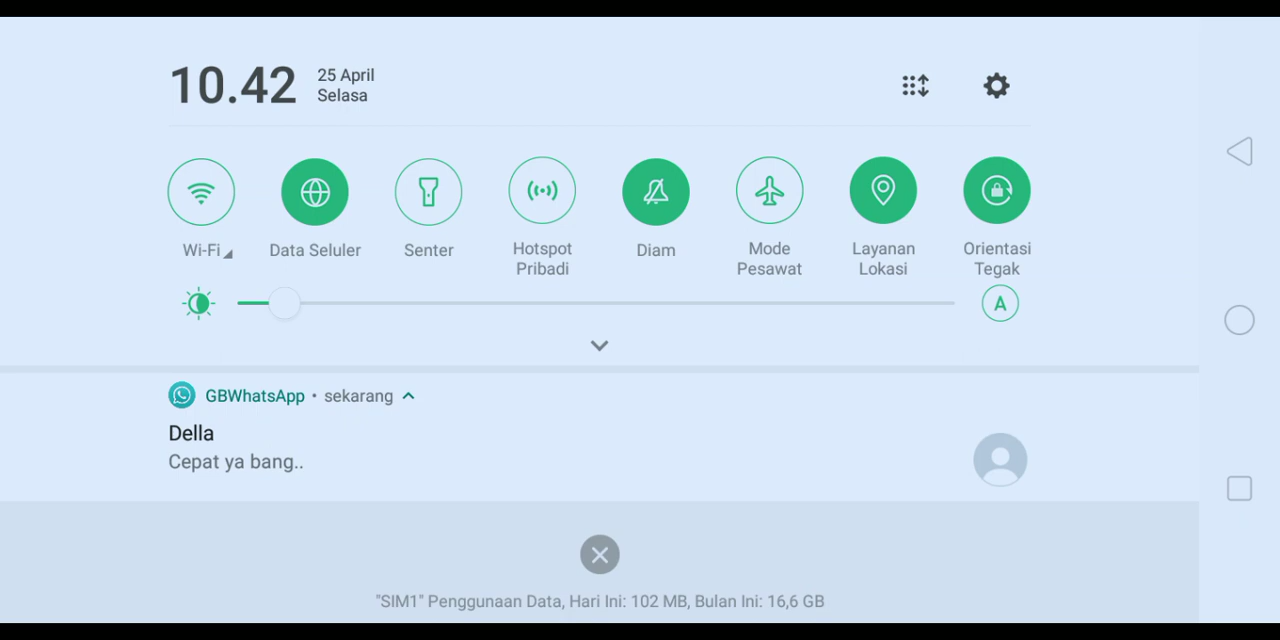 10.42
25 April
Selasa
Wi-Fi
Data Seluler
Senter
Hotspot
Pribadi
Diam
Mode
Pesawat
Layanan
Lokasi
Orientasi
Tegak
A
GBWhatsApp • sekarang
Della
Cepat ya bang..
"SIM1" Penggunaan Data, Hari Ini: 102 MB, Bulan Ini: 16,6 GB